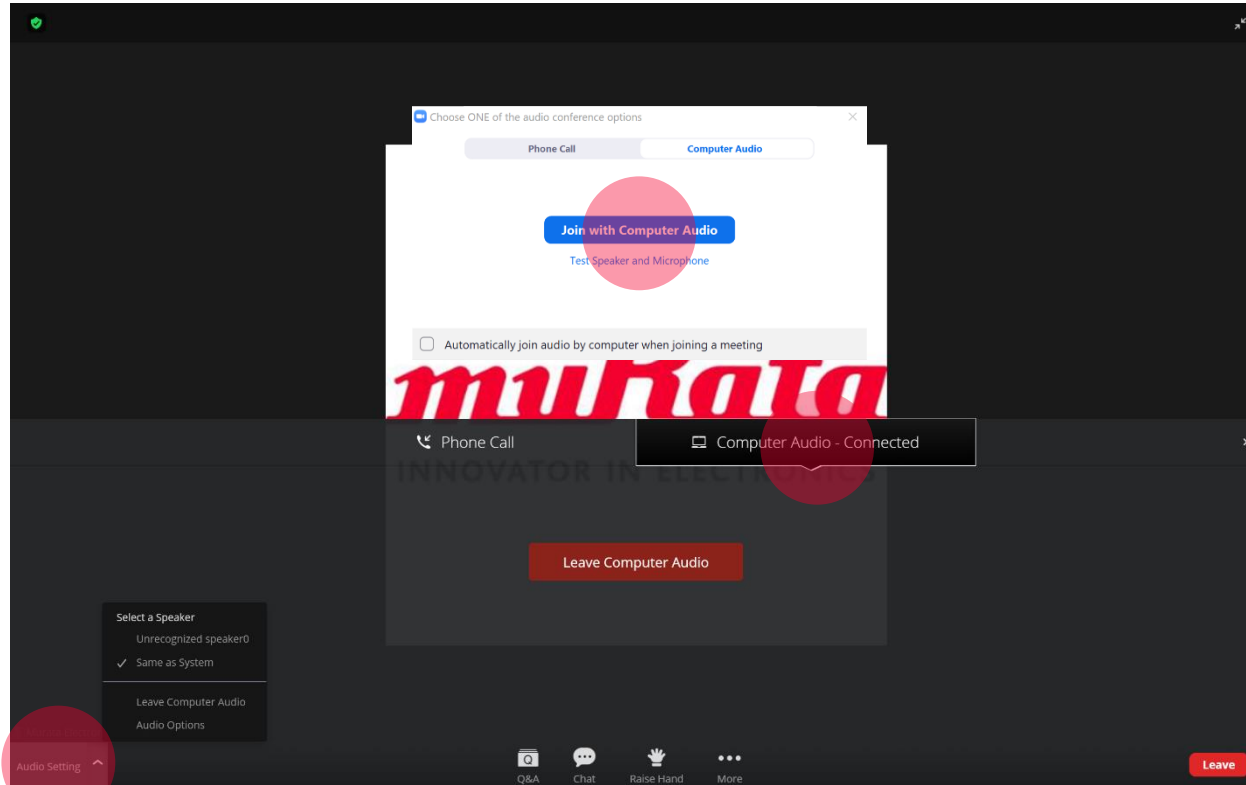 Choose ONE of the audio conference options
Phone Call
Computer Audio
Join with Computer Audio
Test Speaker and Microphone
Automatically join audio by computer when joining a meeting
muRata
Phone Call
Computer Audio - Connected
INNOVATOR IN ELECTRONICS
Leave Computer Audio
Select a Speaker
Unrecognized speaker0
Same as System
Leave Computer Audio
Audio Options
Audio Setting
Q&A
Chat
Raise Hand
More
Leave